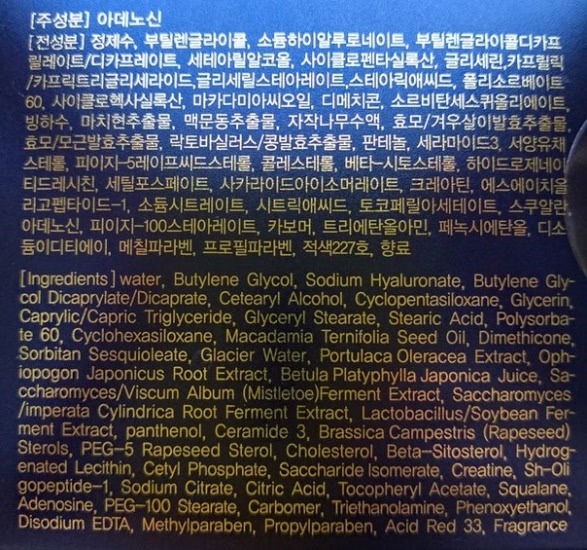 [주성분] 아데노신
[전성분] 정제수, 부틸렌글라이콜, 소듐하이알루로네이트, 부틸렌글라이콜디카프
릴레이트/디카프레이트, 세테아릴알코올, 사이클로펜타실록산, 글리세린, 카프릴릭
/카프릭트리글리세라이드,글리세릴스테아레이트,스테아릭애씨드, 폴리소르베이트
60, 사이클로헥사실록산, 마카다미아씨오일, 디메치콘, 소르비탄세스퀴올리에이트,
빙하수, 마치현추출물, 맥문동추출물, 자작나무수액, 효모/겨우살이발효추출물,
효모/모근발효추출물, 락토바실러스/콩발효추출물, 판테놀, 세라마이드3, 서양유채
스테롤, 피이지-5레이프씨드스테롤, 콜레스테롤, 베타-시토스테롤, 하이드로제네이
티드레시친, 세틸포스페이트, 사카라이드아이소머레이트, 크레아틴, 에스에이치올
리고펩타이드-1, 소듐시트레이트, 시트릭애씨드, 토코페릴아세테이트, 스쿠알란
아데노신, 피이지-100스테아레이트, 카보머, 트리에탄올아민, 페녹시에탄올, 디소
듐이디티에이, 메칠파라벤, 프로필파라벤, 적색227호, 향료
[Ingredients] water, Butylene Glycol, Sodium Hyaluronate, Butylene Gly-
col Dicaprylate/Dicaprate, Cetearyl Alcohol, Cyclopentasiloxane, Glycerin,
Caprylic/Capric Triglyceride, Glyceryl Stearate, Stearic Acid, Polysorba-
te 60, Cyclohexasiloxane, Macadamia Ternifolia Seed Oil, Dimethicone,
Sorbitan Sesquioleate, Glacier Water, Portulaca Oleracea Extract, Oph-
iopogon Japonicus Root Extract, Betula Platyphylla Japonica Juice, Sa-
ccharomyces/Viscum Album (Mistletoe)Ferment Extract, Saccharomyces
/imperata Cylindrica Root Ferment Extract, Lactobacillus/Soybean Fer-
ment Extract, panthenol, Ceramide 3, Brassica Campestris (Rapeseed)
Sterols, PEG-5 Rapeseed Sterol, Cholesterol, Beta-Sitosterol, Hydrog-
enated Lecithin, Cetyl Phosphate, Saccharide Isomerate, Creatine, Sh-Oli
gopeptide-1, Sodium Citrate, Citric Acid, Tocopheryl Acetate, Squalane,
Adenosine, PEG-100 Stearate, Carbomer, Triethanolamine, Phenoxyethanol,
Disodium EDTA, Methylparaben, Propylparaben, Acid Red 33, Fragrance